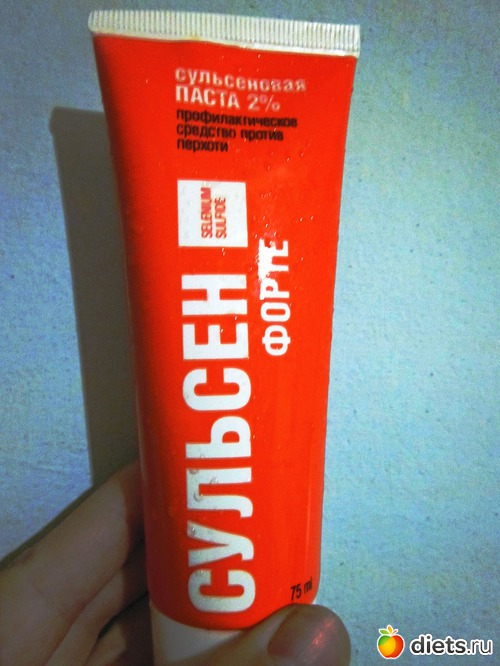 сульсеновая
ПАСТА 2%
профилактическое
средство против
перхоти
SELENIUM
SULFIDE
СУЛЬСЕН
ФОРТЕ
75 ml
diets.ru